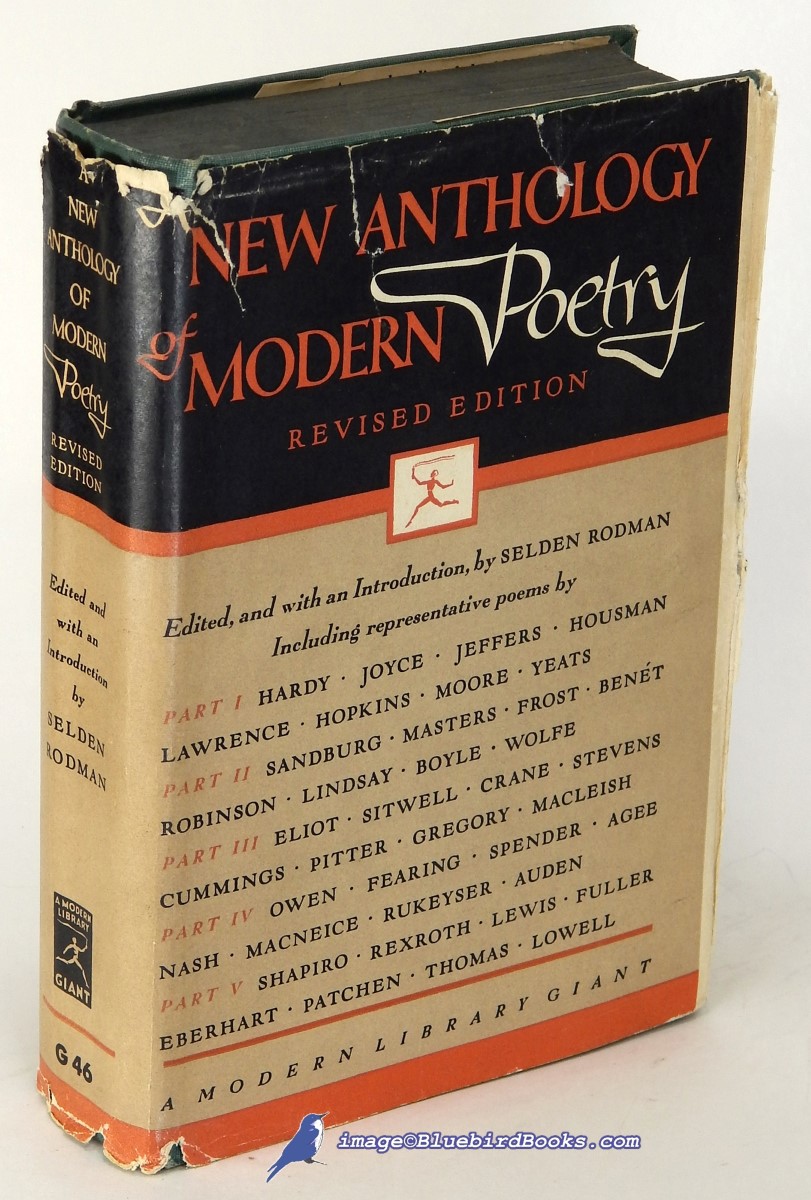 A
NEW
ANTHOLOGY
OF
MODERN
Poetry
REVISED
EDITION
Edited and
with an
Introduction
by
SELDEN
RODMAN
A MODERN
LIBRARY
GIANT
G 46
NEW ANTHOLOGY
of MODERN Poetry
REVISED EDITION
Edited, and with an Introduction, by SELDEN RODMAN
Including representative poems by
PART I HARDY · JOYCE · JEFFERS · HOUSMAN
LAWRENCE · HOPKINS · MOORE · YEATS
PART II SANDBURG · MASTERS · FROST · BENÉT
ROBINSON · LINDSAY · BOYLE · WOLFE
PART III ELIOT · SITWELL · CRANE · STEVENS
CUMMINGS · PITTER · GREGORY · MACLEISH
PART IV OWEN · FEARING · SPENDER · AGEE
NASH · MACNEICE · RUKEYSER · AUDEN
PART V SHAPIRO · REXROTH · LEWIS · FULLER
EBERHART · PATCHEN · THOMAS · LOWELL
A MODERN LIBRARY GIANT
image©BluebirdBooks.com